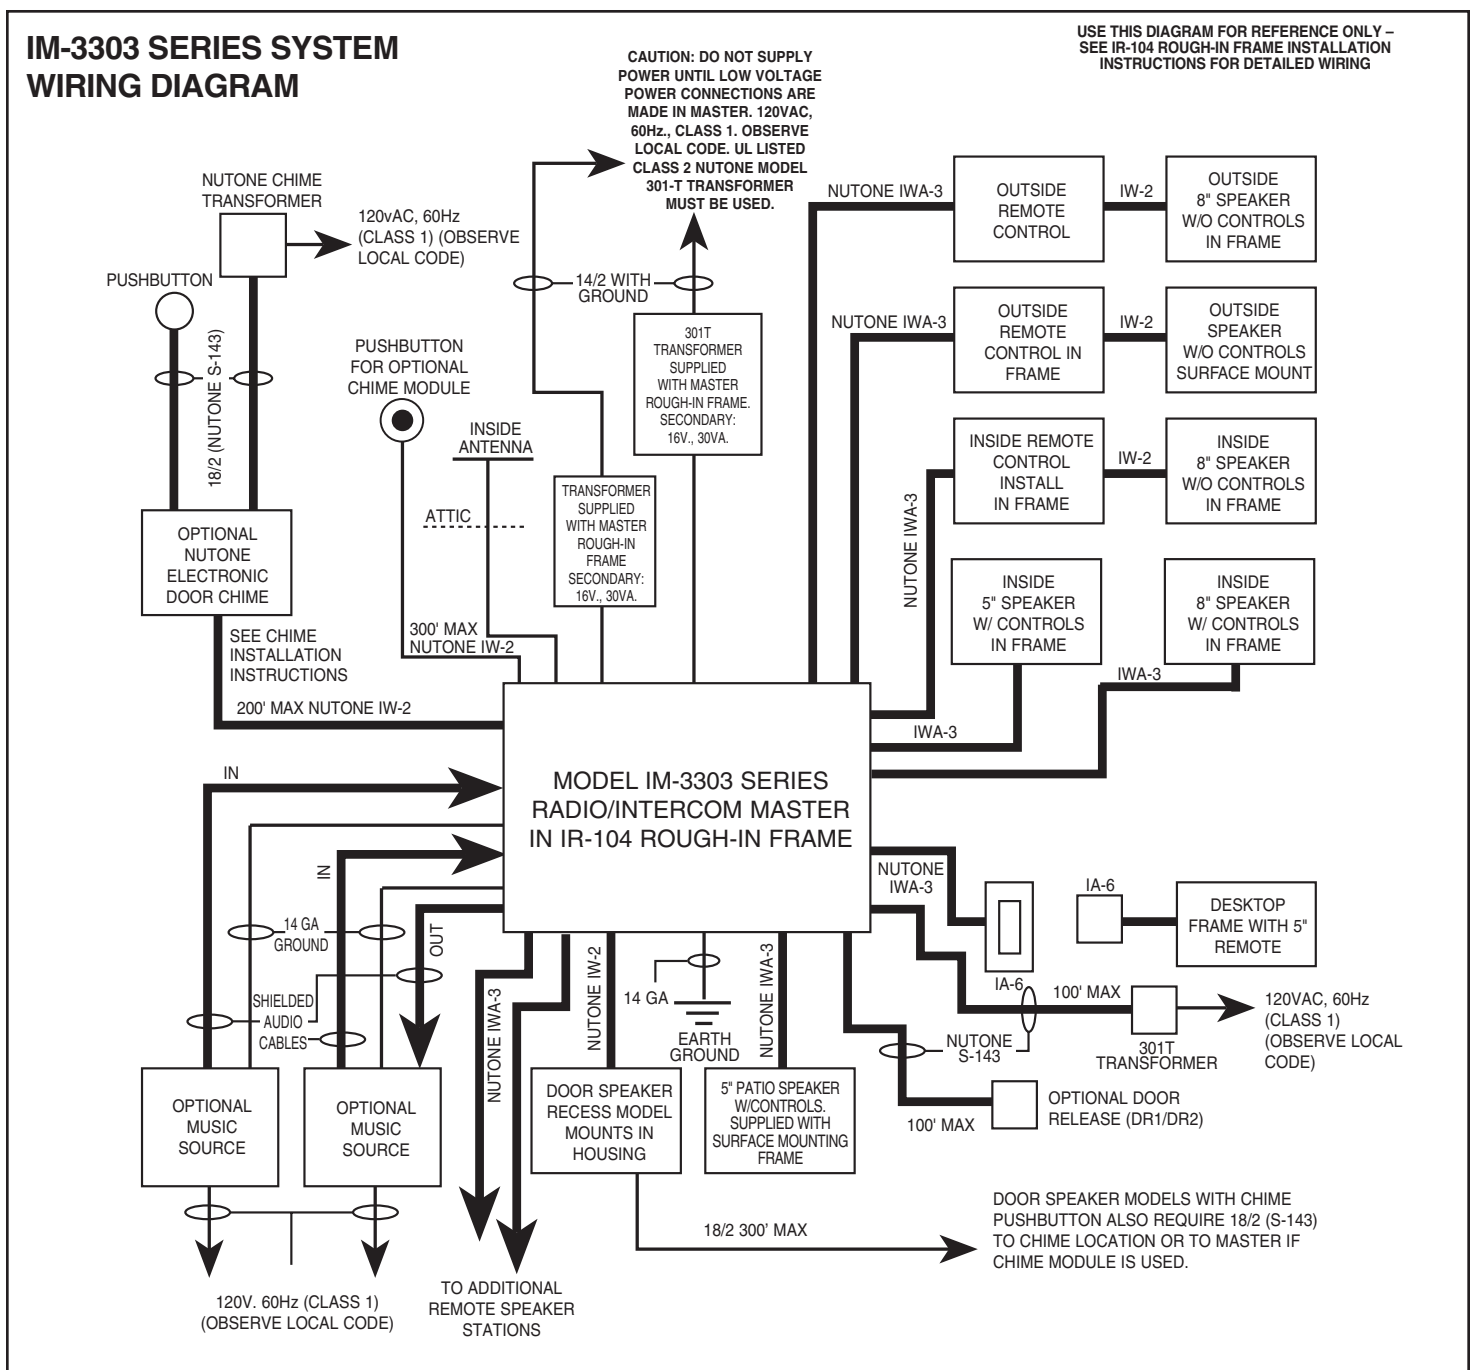 IM-3303 SERIES SYSTEM
WIRING DIAGRAM
USE THIS DIAGRAM FOR REFERENCE ONLY –
SEE IR-104 ROUGH-IN FRAME INSTALLATION
INSTRUCTIONS FOR DETAILED WIRING
CAUTION: DO NOT SUPPLY
POWER UNTIL LOW VOLTAGE
POWER CONNECTIONS ARE
MADE IN MASTER. 120VAC,
60Hz., CLASS 1. OBSERVE
LOCAL CODE. UL LISTED
CLASS 2 NUTONE MODEL
301-T TRANSFORMER
MUST BE USED.
NUTONE CHIME
TRANSFORMER
120vAC, 60Hz
(CLASS 1) (OBSERVE
LOCAL CODE)
PUSHBUTTON
18/2 (NUTONE S-143)
OPTIONAL
NUTONE
ELECTRONIC
DOOR CHIME
SEE CHIME
INSTALLATION
INSTRUCTIONS
200' MAX NUTONE IW-2
PUSHBUTTON
FOR OPTIONAL
CHIME MODULE
INSIDE
ANTENNA
ATTIC
300' MAX
NUTONE IW-2
14/2 WITH
GROUND
TRANSFORMER
SUPPLIED
WITH MASTER
ROUGH-IN
FRAME
SECONDARY:
16V., 30VA.
301T
TRANSFORMER
SUPPLIED
WITH MASTER
ROUGH-IN FRAME.
SECONDARY:
16V., 30VA.
NUTONE IWA-3
OUTSIDE
REMOTE
CONTROL
IW-2
OUTSIDE
8" SPEAKER
W/O CONTROLS
IN FRAME
NUTONE IWA-3
OUTSIDE
REMOTE
CONTROL IN
FRAME
IW-2
OUTSIDE
SPEAKER
W/O CONTROLS
SURFACE MOUNT
NUTONE IWA-3
INSIDE REMOTE
CONTROL
INSTALL
IN FRAME
IW-2
INSIDE
8" SPEAKER
W/O CONTROLS
IN FRAME
INSIDE
5" SPEAKER
W/ CONTROLS
IN FRAME
INSIDE
8" SPEAKER
W/ CONTROLS
IN FRAME
IWA-3
IWA-3
MODEL IM-3303 SERIES
RADIO/INTERCOM MASTER
IN IR-104 ROUGH-IN FRAME
IN
IN
OUT
14 GA
GROUND
SHIELDED
AUDIO
CABLES
OPTIONAL
MUSIC
SOURCE
OPTIONAL
MUSIC
SOURCE
120V. 60Hz (CLASS 1)
(OBSERVE LOCAL CODE)
NUTONE IWA-3
TO ADDITIONAL
REMOTE SPEAKER
STATIONS
NUTONE IW-2
DOOR SPEAKER
RECESS MODEL
MOUNTS IN
HOUSING
14 GA
EARTH
GROUND
NUTONE IWA-3
5" PATIO SPEAKER
W/CONTROLS.
SUPPLIED WITH
SURFACE MOUNTING
FRAME
18/2 300' MAX
DOOR SPEAKER MODELS WITH CHIME
PUSHBUTTON ALSO REQUIRE 18/2 (S-143)
TO CHIME LOCATION OR TO MASTER IF
CHIME MODULE IS USED.
NUTONE
IWA-3
IA-6
IA-6
DESKTOP
FRAME WITH 5"
REMOTE
100' MAX
NUTONE
S-143
301T
TRANSFORMER
120VAC, 60Hz
(CLASS 1)
(OBSERVE LOCAL
CODE)
100' MAX
OPTIONAL DOOR
RELEASE (DR1/DR2)